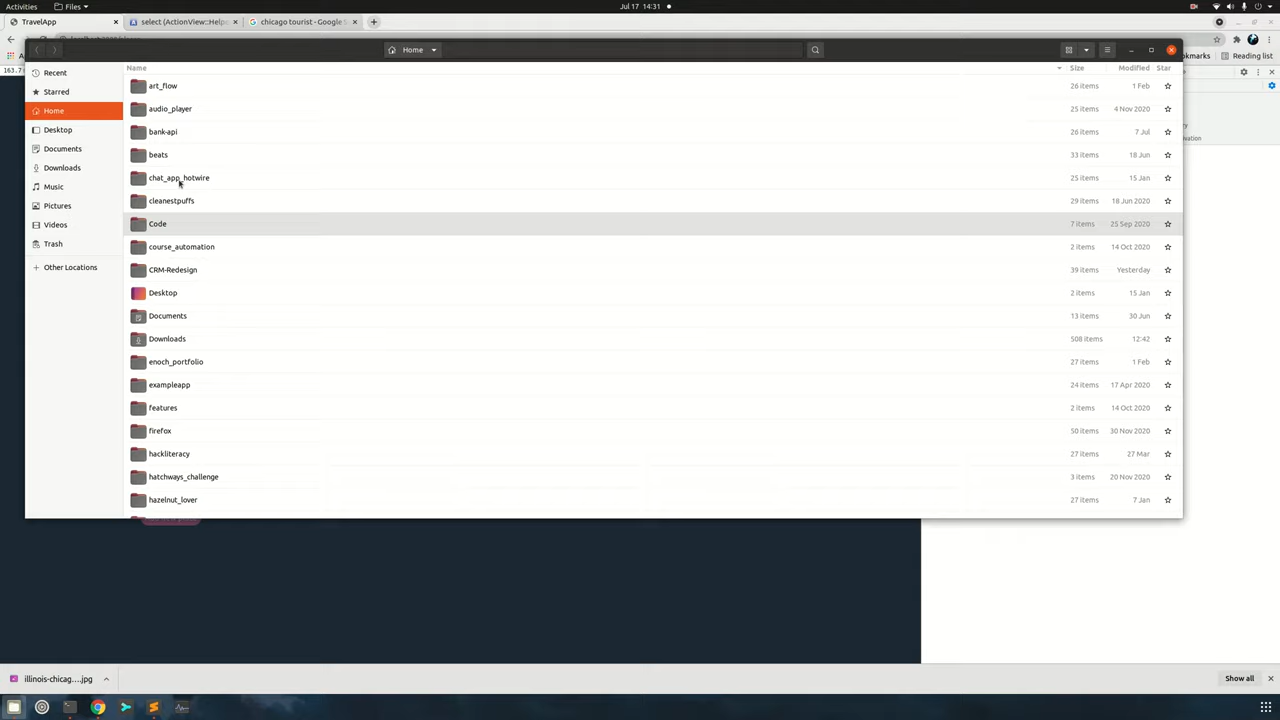 Activities
Files
Jul 17 14:31
TravelApp
select (ActionView::Help
chicago tourist - Google S
Home
kmarks
Reading list
163.7
Name
Size
Modified
Star
Recent
Starred
Home
Desktop
Documents
Downloads
Music
Pictures
Videos
Trash
Other Locations
art_flow 26 items 1 Feb
audio_player 25 items 4 Nov 2020
bank-api 26 items 7 Jul
beats 33 items 18 Jun
chat_app_hotwire 25 items 15 Jan
cleanestpuffs 29 items 18 Jun 2020
Code 7 items 25 Sep 2020
course_automation 2 items 14 Oct 2020
CRM-Redesign 39 items Yesterday
Desktop 2 items 15 Jan
Documents 13 items 30 Jun
Downloads 508 items 12:42
enoch_portfolio 27 items 1 Feb
exampleapp 24 items 17 Apr 2020
features 2 items 14 Oct 2020
firefox 50 items 30 Nov 2020
hackliteracy 27 items 27 Mar
hatchways_challenge 3 items 20 Nov 2020
hazelnut_lover 27 items 7 Jan
illinois-chicag....jpg
Show all